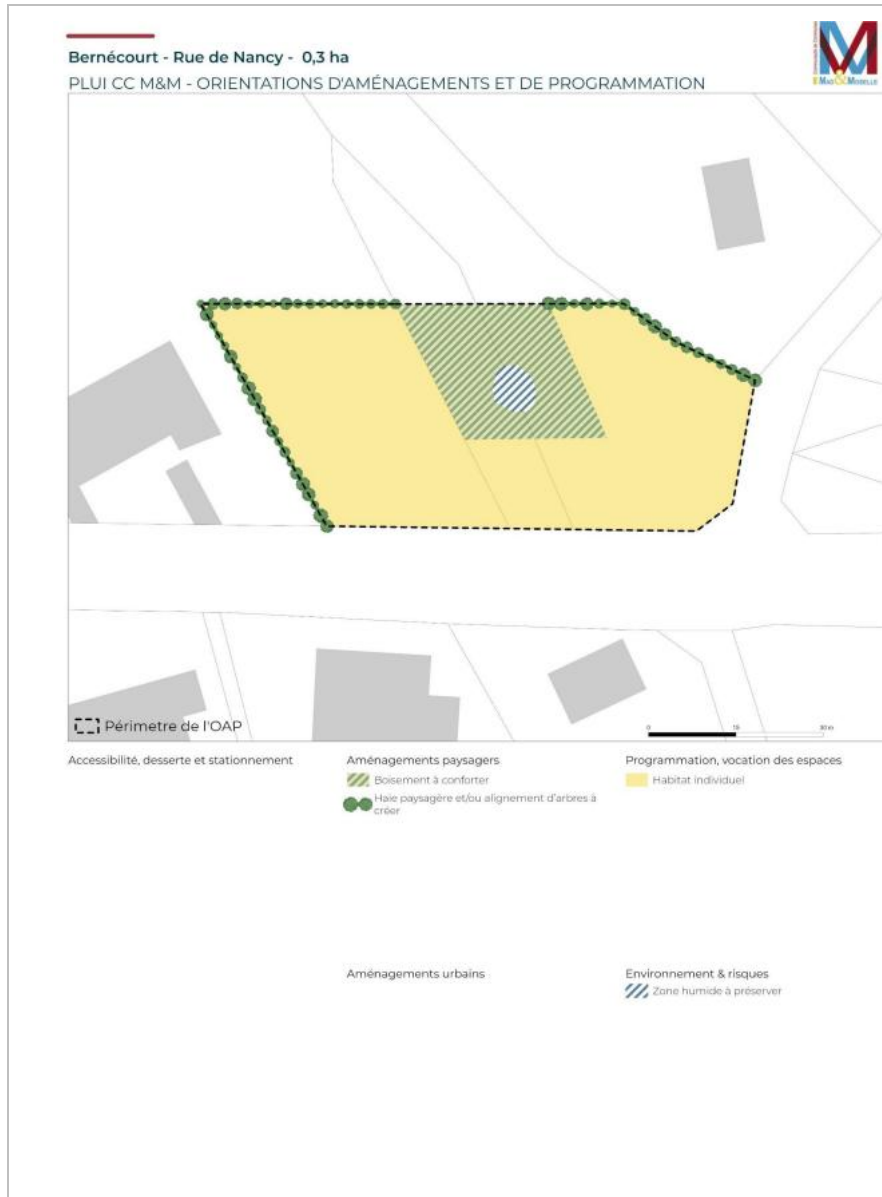 Bernécourt - Rue de Nancy - 0,3 ha
PLUI CC M&M - ORIENTATIONS D'AMÉNAGEMENTS ET DE PROGRAMMATION
MAD & MOSELLE
Périmetre de l'OAP
0 15 30 m
Accessibilité, desserte et stationnement
Aménagements paysagers
Boisement à conforter
Haie paysagère et/ou alignement d'arbres à
créer
Programmation, vocation des espaces
Habitat individuel
Aménagements urbains
Environnement & risques
Zone humide à préserver